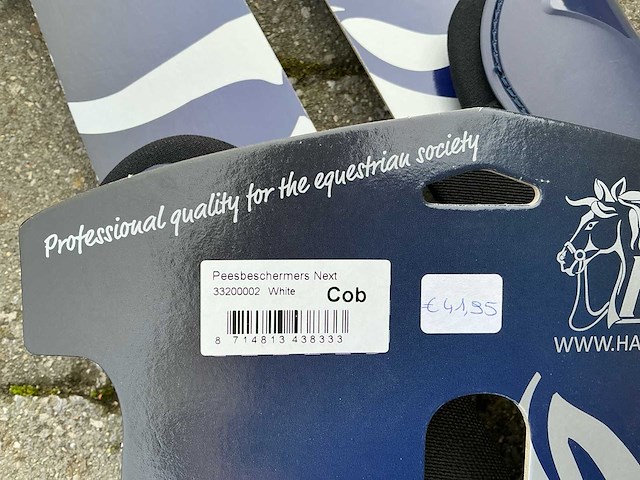 Professional quality for the equestrian society
Peesbeschermers Next
33200002 White
Cob
8 714813 438333
€41,95
WWW.HA